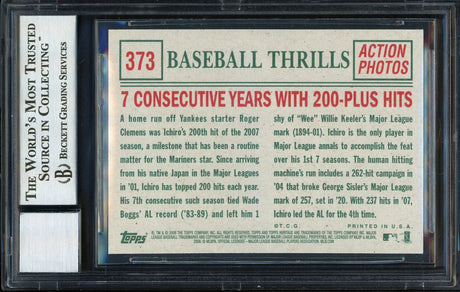 THE WORLD'S MOST TRUSTED
SOURCE IN COLLECTING™
BECKETT GRADING SERVICES
373
BASEBALL THRILLS
ACTION
PHOTOS
7 CONSECUTIVE YEARS WITH 200-PLUS HITS
A home run off Yankees starter Roger
Clemens was Ichiro's 200th hit of the 2007
season, a milestone that has been a routine
matter for the Mariners star. Since arriving
from his native Japan in the Major Leagues
in '01, Ichiro has topped 200 hits each year.
His 7th consecutive such season tied Wade
Boggs' AL record ('83-89) and left him 1
shy of "Wee" Willie Keeler's Major League
mark (1894-01). Ichiro is the only player in
Major League annals to accomplish the feat
over his 1st 7 seasons. The human hitting
machine's run includes a 262-hit campaign in
'04 that broke George Sisler's Major League
mark of 257, set in '20. With 237 hits in '07,
Ichiro led the AL for the 4th time.
©T.C.G.
PRINTED IN U.S.A.
Topps